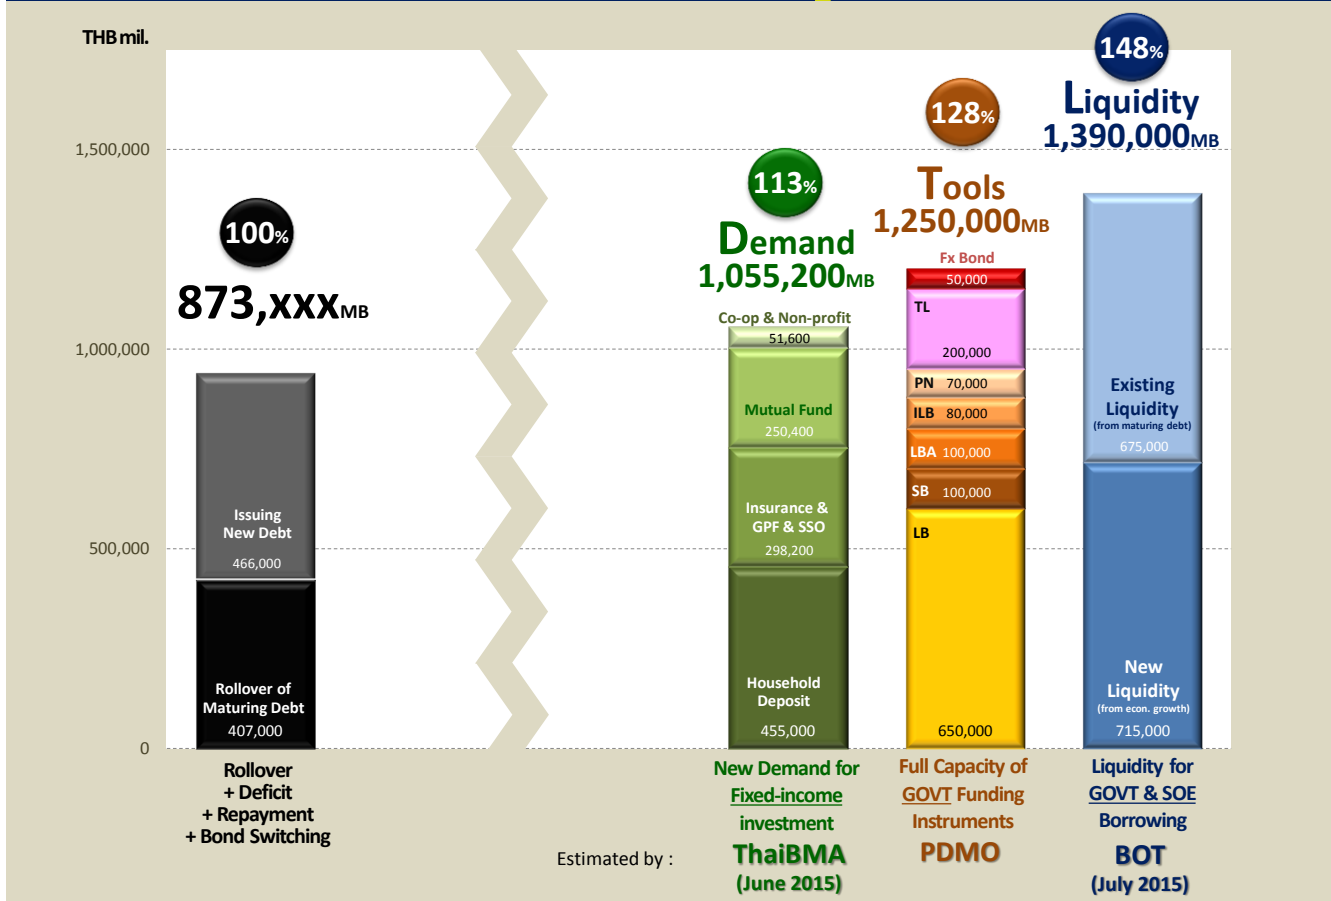 THB mil.
1,500,000
1,000,000
500,000
0
100%
873,xxxMB
Issuing
New Debt
466,000
Rollover of
Maturing Debt
407,000
Rollover
+ Deficit
+ Repayment
+ Bond Switching
113%
Demand
1,055,200MB
Co-op & Non-profit
51,600
Mutual Fund
250,400
Insurance &
GPF & SSO
298,200
Household
Deposit
455,000
New Demand for
Fixed-income
investment
128%
Tools
1,250,000MB
Fx Bond
50,000
TL
200,000
PN 70,000
ILB 80,000
LBA 100,000
SB 100,000
LB
650,000
Full Capacity of
GOVT Funding
Instruments
148%
Liquidity
1,390,000MB
Existing
Liquidity
(from maturing debt)
675,000
New
Liquidity
(from econ. growth)
715,000
Liquidity for
GOVT & SOE
Borrowing
Estimated by :
ThaiBMA
(June 2015)
PDMO
BOT
(July 2015)